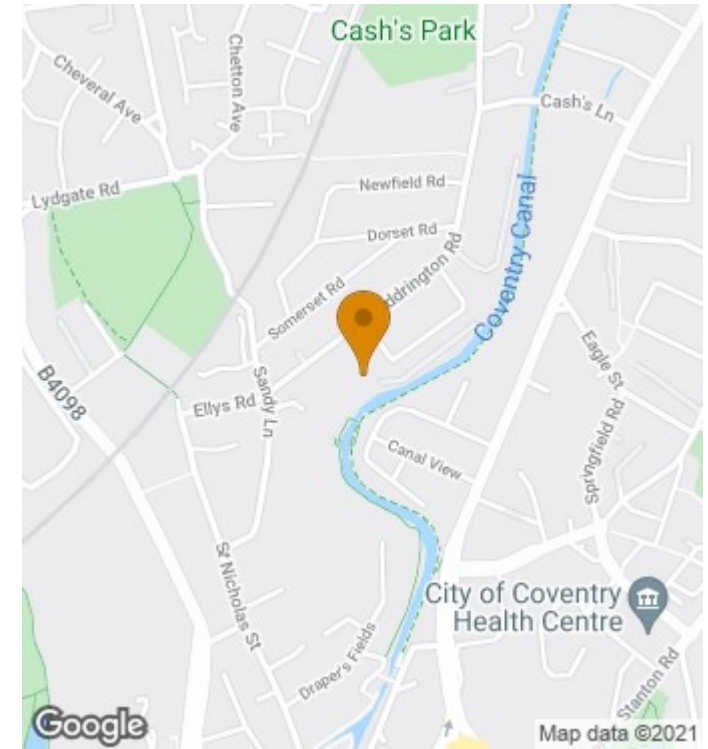 Cash's Park
Cheveral Ave
Chetton Ave
Cash's Ln
Lydgate Rd
Newfield Rd
Dorset Rd
ddrington Rd
Coventry Canal
Somerset Rd
Eagle St
B4098
Sandy Ln
Ellys Rd
Springfield Rd
Canal View
St Nicholas St
City of Coventry
Health Centre
Draper's Fields
Stanton Rd
Google
Map data ©2021